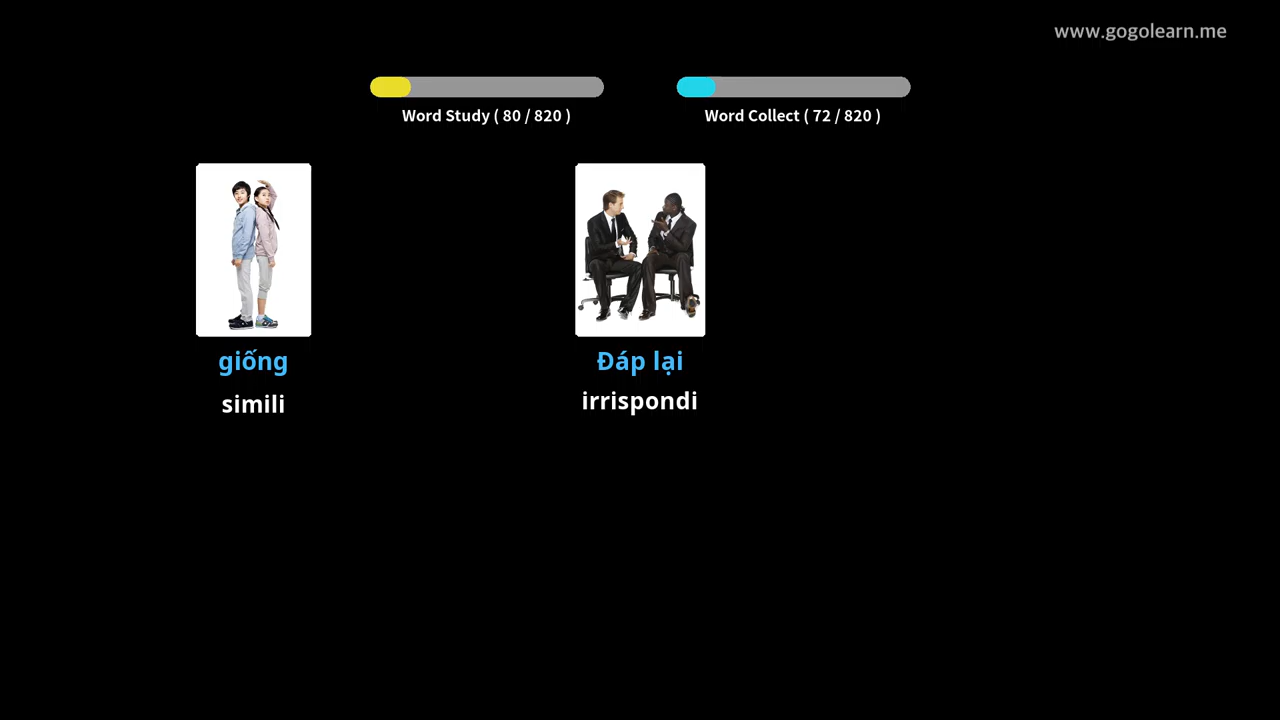 www.gogolearn.me
Word Study ( 80 / 820 )
Word Collect ( 72 / 820 )
giống
simili
Đáp lại
irrispondi